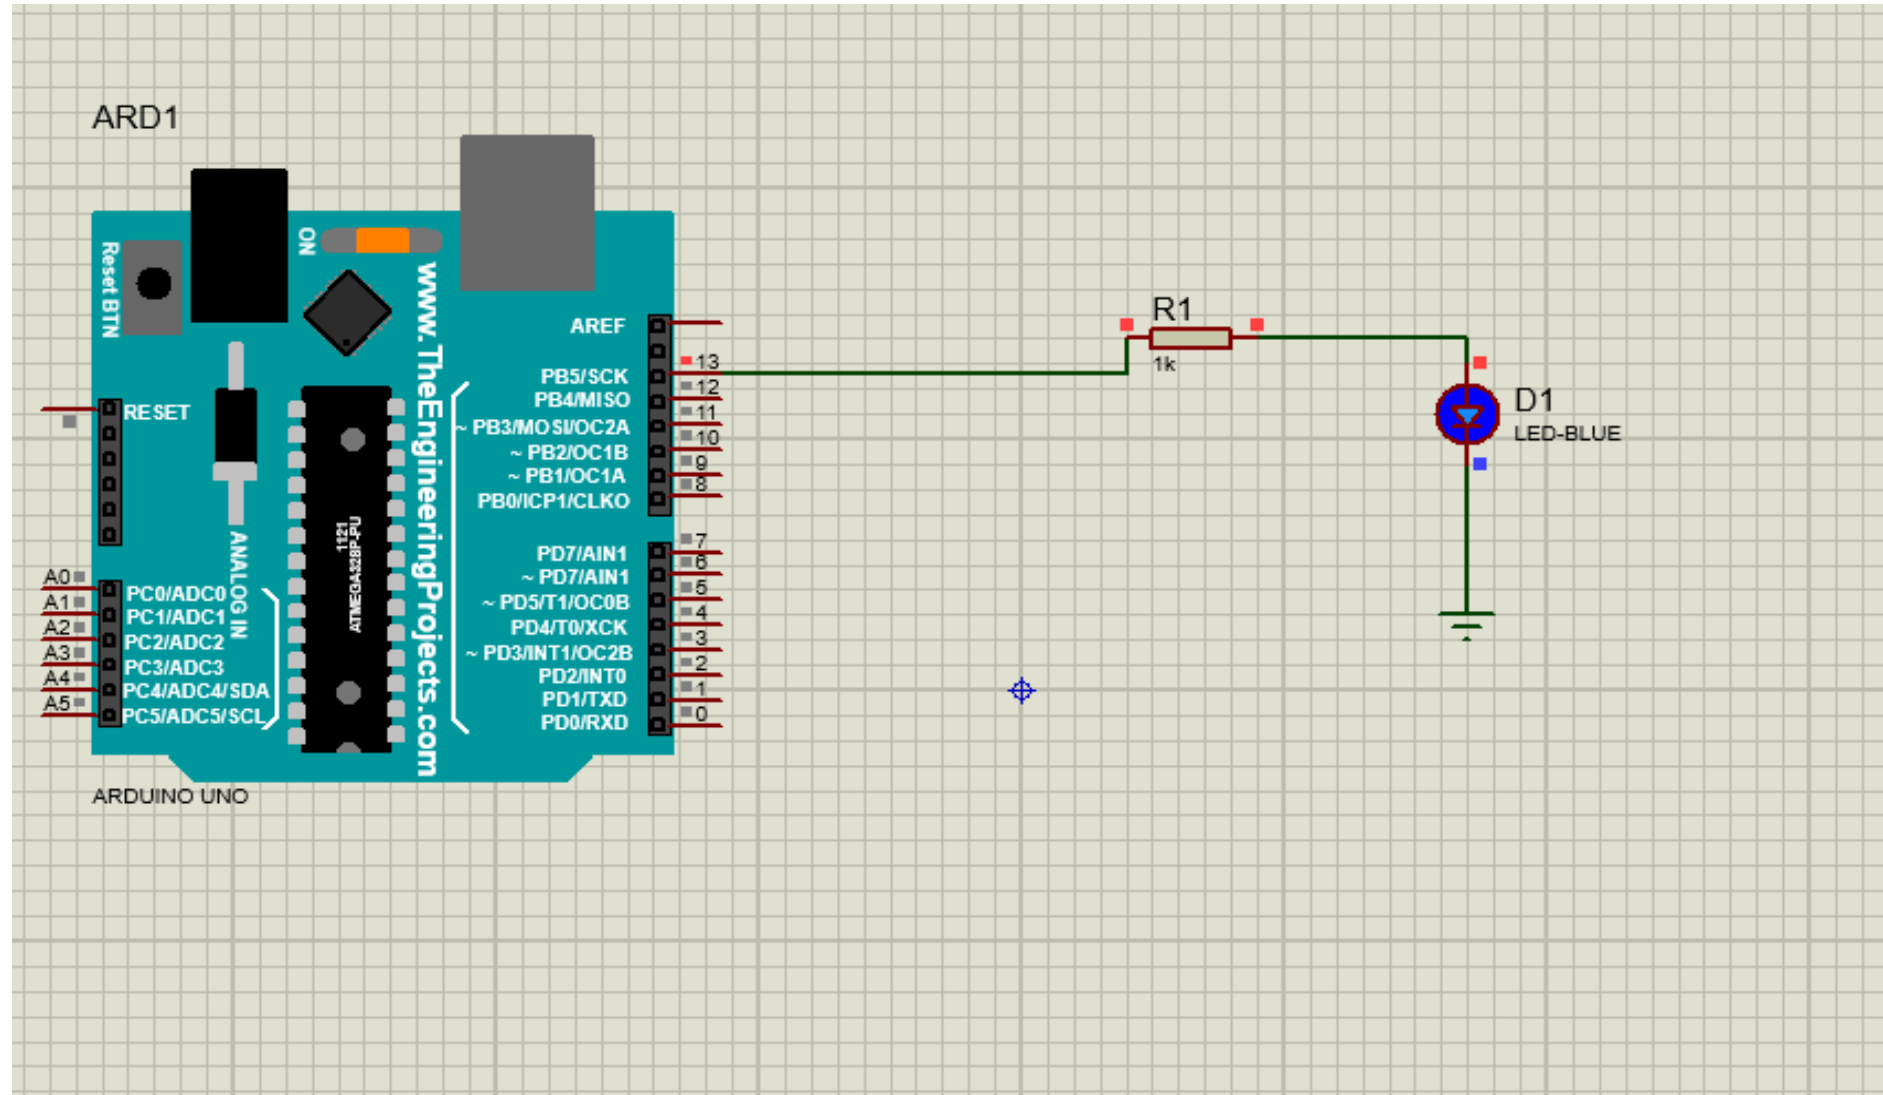 ARD1
Reset BTN
ON
www.TheEngineeringProjects.com
AREF
13
PB5/SCK
12
PB4/MISO
11
~ PB3/MOSI/OC2A
10
~ PB2/OC1B
9
~ PB1/OC1A
8
PB0/ICP1/CLKO
RESET
1121
ATMEGA328P-PU
ANALOG IN
7
PD7/AIN1
6
~ PD7/AIN1
5
~ PD5/T1/OC0B
4
PD4/T0/XCK
3
~ PD3/INT1/OC2B
2
PD2/INT0
1
PD1/TXD
0
PD0/RXD
A0
PC0/ADC0
A1
PC1/ADC1
A2
PC2/ADC2
A3
PC3/ADC3
A4
PC4/ADC4/SDA
A5
PC5/ADC5/SCL
ARDUINO UNO
R1
1k
D1
LED-BLUE